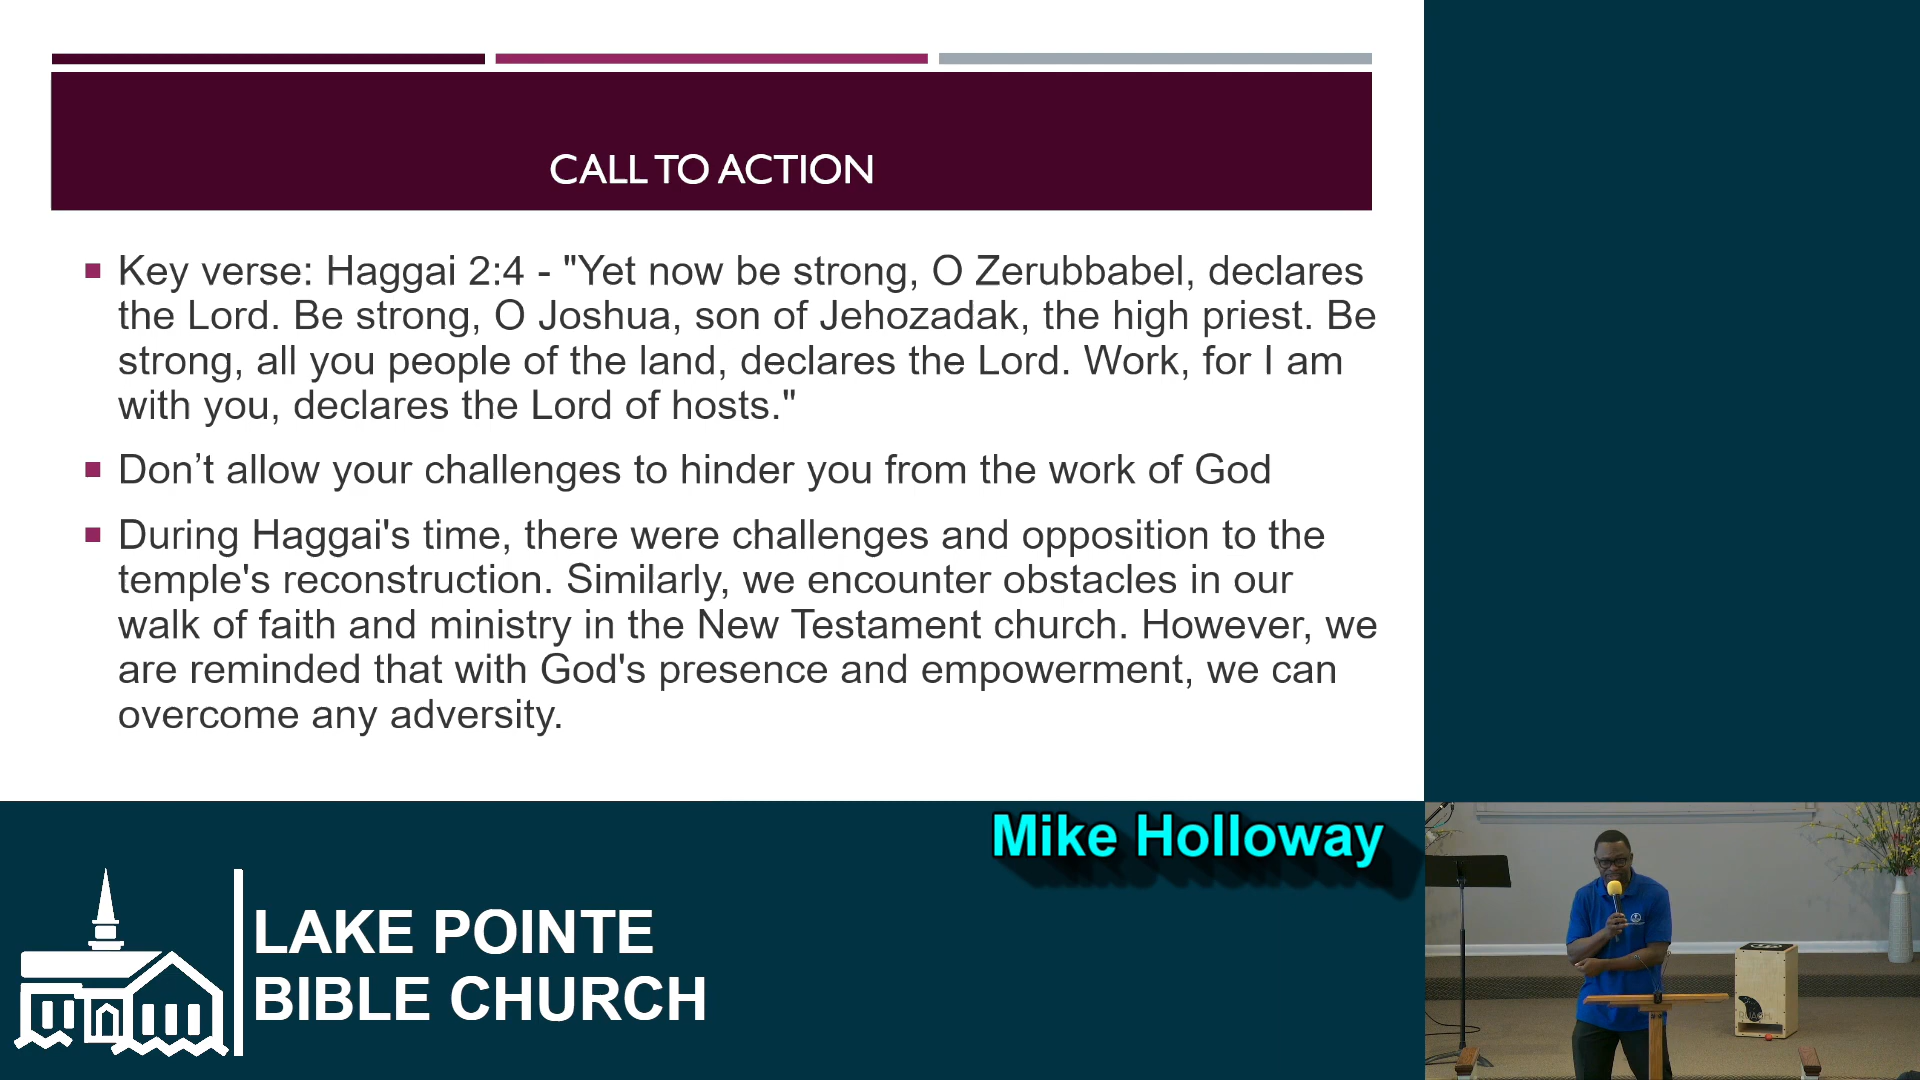 CALL TO ACTION
Key verse: Haggai 2:4 - "Yet now be strong, O Zerubbabel, declares
the Lord. Be strong, O Joshua, son of Jehozadak, the high priest. Be
strong, all you people of the land, declares the Lord. Work, for I am
with you, declares the Lord of hosts."
Don’t allow your challenges to hinder you from the work of God
During Haggai's time, there were challenges and opposition to the
temple's reconstruction. Similarly, we encounter obstacles in our
walk of faith and ministry in the New Testament church. However, we
are reminded that with God's presence and empowerment, we can
overcome any adversity.
Mike Holloway
LAKE POINTE
BIBLE CHURCH